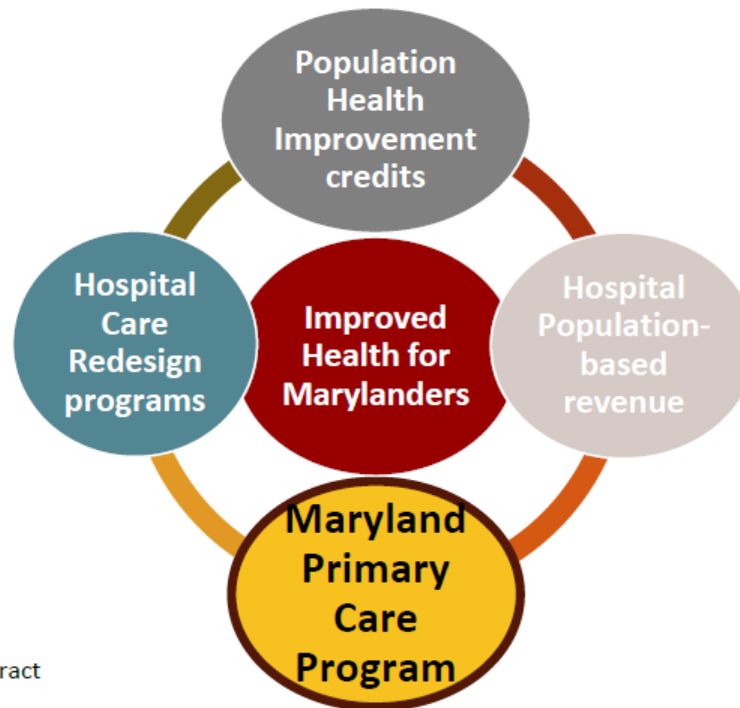 Population
Health
Improvement
credits
Hospital
Care
Redesign
programs
Improved
Health for
Marylanders
Hospital
Population-
based
revenue
Maryland
Primary
Care
Program
ract